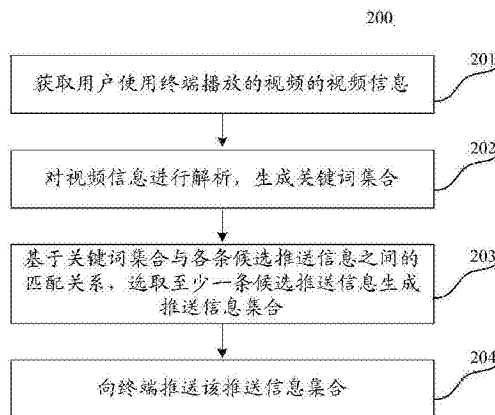 200
获取用户使用终端播放的视频的视频信息
201
对视频信息进行解析，生成关键词集合
202
基于关键词集合与各条候选推送信息之间的
匹配关系，选取至少一条候选推送信息生成
推送信息集合
203
向终端推送该推送信息集合
204